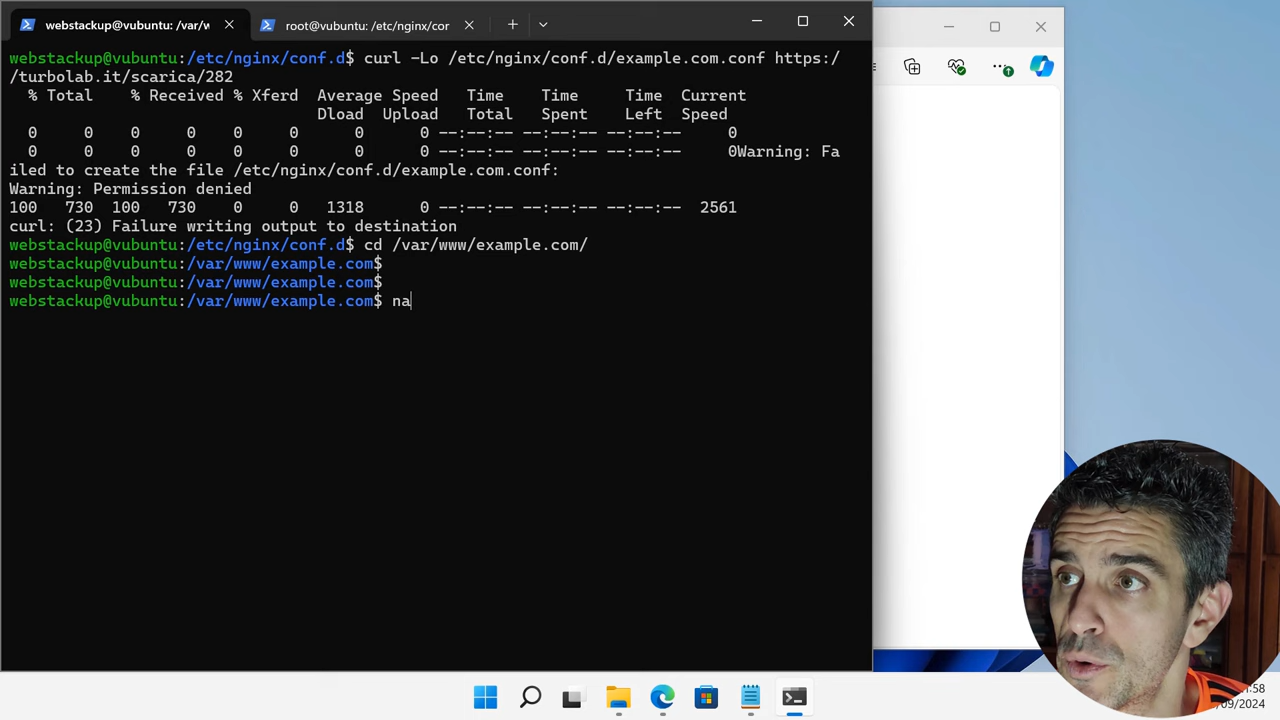 webstackup@vubuntu: /var/w
root@vubuntu: /etc/nginx/cor
webstackup@vubuntu:/etc/nginx/conf.d$ curl -Lo /etc/nginx/conf.d/example.com.conf https:/
/turbolab.it/scarica/282
% Total % Received % Xferd Average Speed Time Time Time Current
Dload Upload Total Spent Left Speed
0 0 0 0 0 0 0 0 --:--:-- --:--:-- --:--:-- 0
0 0 0 0 0 0 0 0 --:--:-- --:--:-- --:--:-- 0Warning: Fa
iled to create the file /etc/nginx/conf.d/example.com.conf:
Warning: Permission denied
100 730 100 730 0 0 1318 0 --:--:-- --:--:-- --:--:-- 2561
curl: (23) Failure writing output to destination
webstackup@vubuntu:/etc/nginx/conf.d$ cd /var/www/example.com/
webstackup@vubuntu:/var/www/example.com$
webstackup@vubuntu:/var/www/example.com$
webstackup@vubuntu:/var/www/example.com$ na
:58
/09/2024